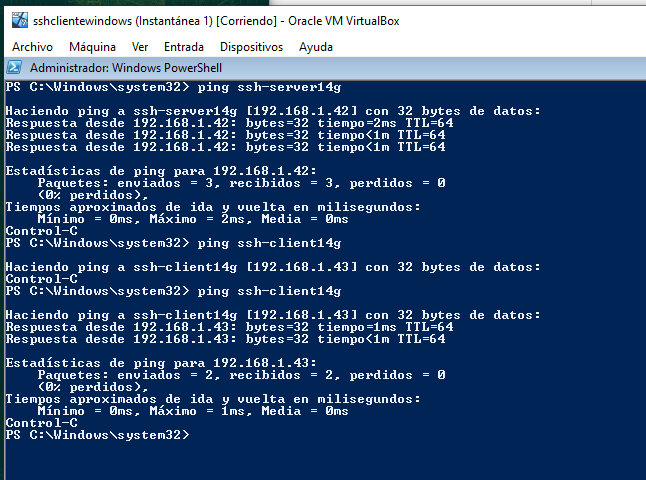 sshclientewindows (Instantánea 1) [Corriendo] - Oracle VM VirtualBox
Archivo Máquina Ver Entrada Dispositivos Ayuda
Administrador: Windows PowerShell
PS C:\Windows\system32> ping ssh-server14g
Haciendo ping a ssh-server14g [192.168.1.42] con 32 bytes de datos:
Respuesta desde 192.168.1.42: bytes=32 tiempo=2ms TTL=64
Respuesta desde 192.168.1.42: bytes=32 tiempo<1m TTL=64
Respuesta desde 192.168.1.42: bytes=32 tiempo<1m TTL=64
Estadísticas de ping para 192.168.1.42:
Paquetes: enviados = 3, recibidos = 3, perdidos = 0
(0% perdidos),
Tiempos aproximados de ida y vuelta en milisegundos:
Mínimo = 0ms, Máximo = 2ms, Media = 0ms
Control-C
PS C:\Windows\system32> ping ssh-client14g
Haciendo ping a ssh-client14g [192.168.1.43] con 32 bytes de datos:
Control-C
PS C:\Windows\system32> ping ssh-client14g
Haciendo ping a ssh-client14g [192.168.1.43] con 32 bytes de datos:
Respuesta desde 192.168.1.43: bytes=32 tiempo=1ms TTL=64
Respuesta desde 192.168.1.43: bytes=32 tiempo<1m TTL=64
Estadísticas de ping para 192.168.1.43:
Paquetes: enviados = 2, recibidos = 2, perdidos = 0
(0% perdidos),
Tiempos aproximados de ida y vuelta en milisegundos:
Mínimo = 0ms, Máximo = 1ms, Media = 0ms
Control-C
PS C:\Windows\system32>